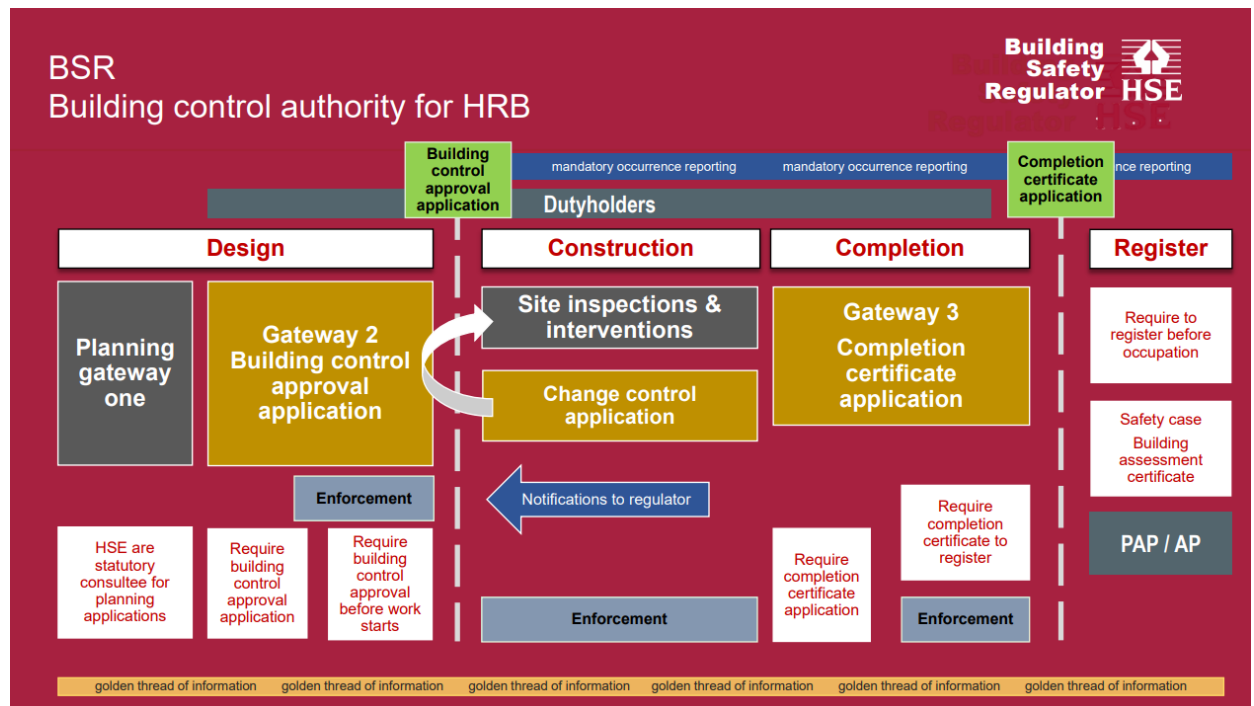 BSR
Building control authority for HRB
Building
Safety
Regulator
HSE
Building
control
approval
application
mandatory occurrence reporting
mandatory occurrence reporting
Completion
certificate
application
nce reporting
Dutyholders
Design
Construction
Completion
Register
Planning
gateway
one
Gateway 2
Building control
approval
application
Site inspections &
interventions
Change control
application
Gateway 3
Completion
certificate
application
Require to
register before
occupation
Safety case
Building
assessment
certificate
PAP / AP
Enforcement
Notifications to regulator
HSE are
statutory
consultee for
planning
applications
Require
building
control
approval
application
Require
building
control
approval
before work
starts
Enforcement
Require
completion
certificate
application
Require
completion
certificate to
register
Enforcement
golden thread of information
golden thread of information
golden thread of information
golden thread of information
golden thread of information
golden thread of information